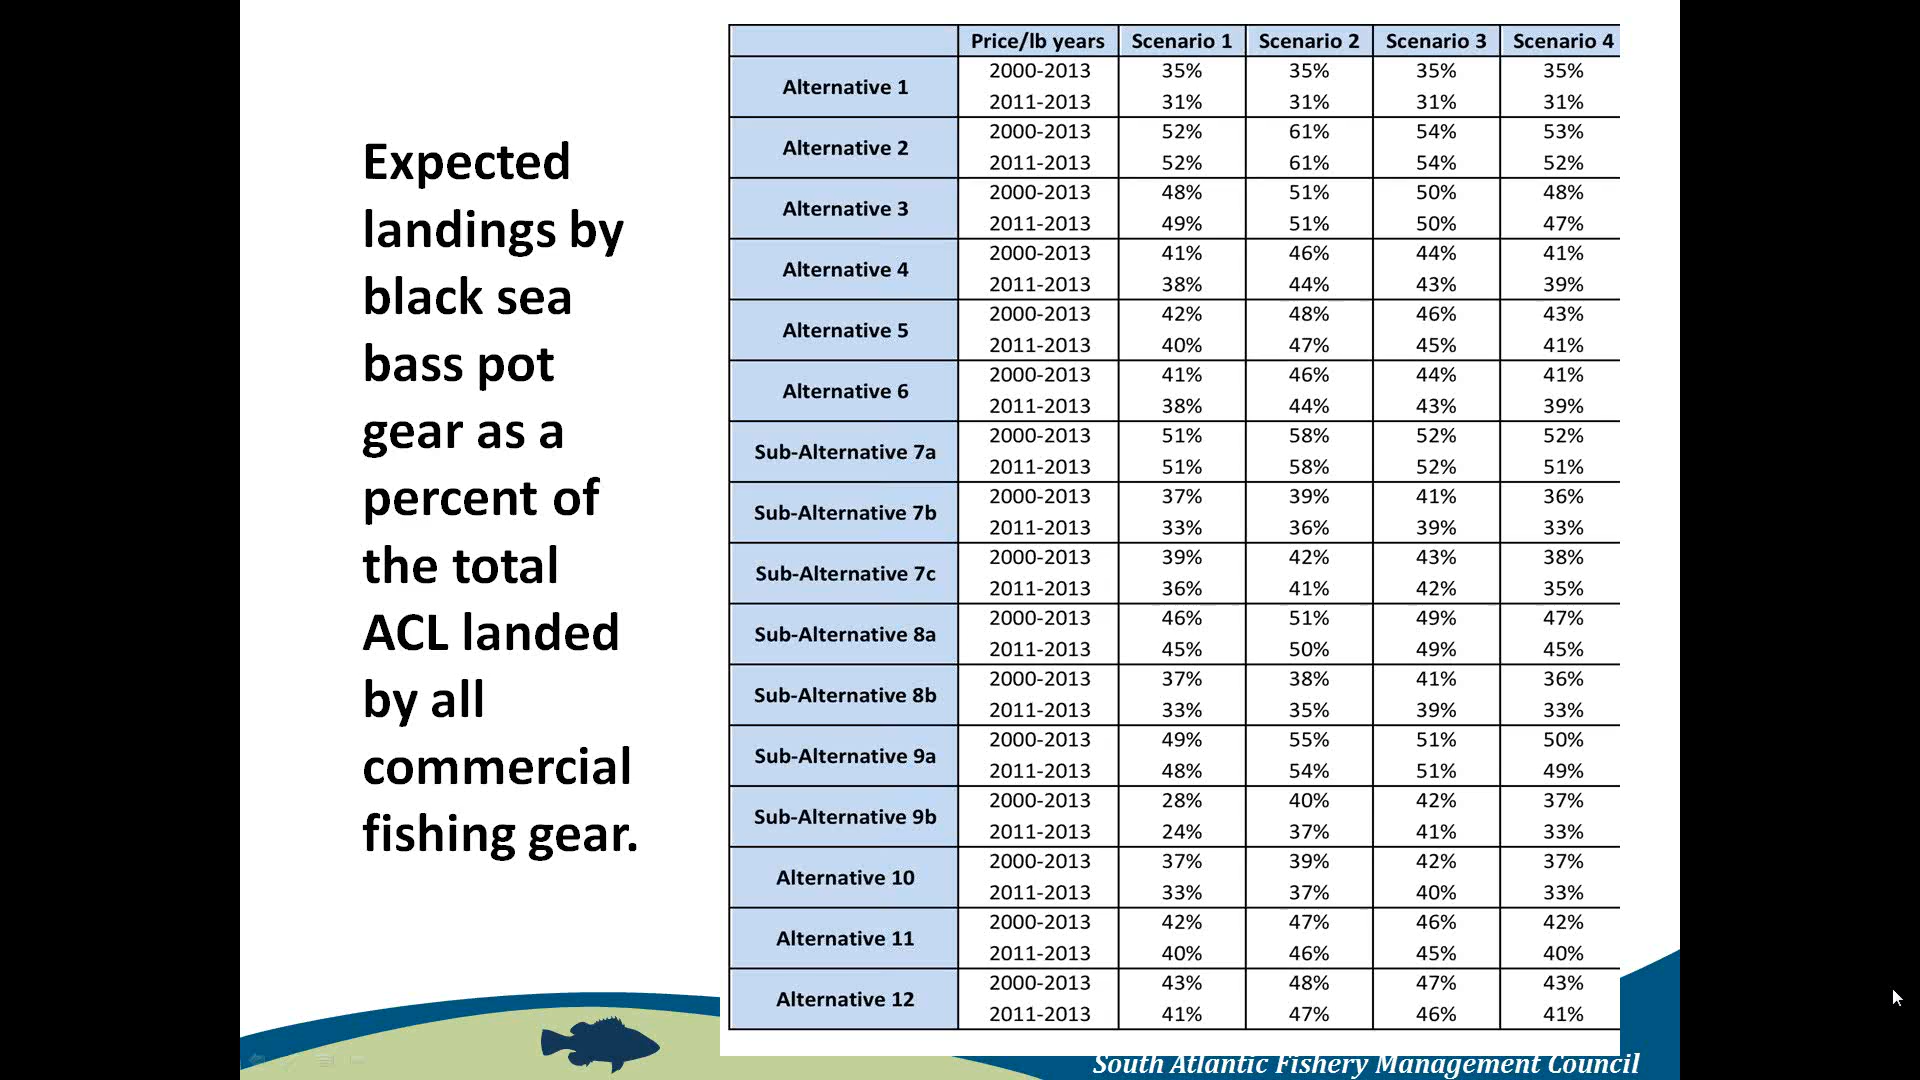 Expected
landings by
black sea
bass pot
gear as a
percent of
the total
ACL landed
by all
commercial
fishing gear.
Price/lb years Scenario 1 Scenario 2 Scenario 3 Scenario 4
Alternative 1
2000-2013 35% 35% 35% 35%
2011-2013 31% 31% 31% 31%
Alternative 2
2000-2013 52% 61% 54% 53%
2011-2013 52% 61% 54% 52%
Alternative 3
2000-2013 48% 51% 50% 48%
2011-2013 49% 51% 50% 47%
Alternative 4
2000-2013 41% 46% 44% 41%
2011-2013 38% 44% 43% 39%
Alternative 5
2000-2013 42% 48% 46% 43%
2011-2013 40% 47% 45% 41%
Alternative 6
2000-2013 41% 46% 44% 41%
2011-2013 38% 44% 43% 39%
Sub-Alternative 7a
2000-2013 51% 58% 52% 52%
2011-2013 51% 58% 52% 51%
Sub-Alternative 7b
2000-2013 37% 39% 41% 36%
2011-2013 33% 36% 39% 33%
Sub-Alternative 7c
2000-2013 39% 42% 43% 38%
2011-2013 36% 41% 42% 35%
Sub-Alternative 8a
2000-2013 46% 51% 49% 47%
2011-2013 45% 50% 49% 45%
Sub-Alternative 8b
2000-2013 37% 38% 41% 36%
2011-2013 33% 35% 39% 33%
Sub-Alternative 9a
2000-2013 49% 55% 51% 50%
2011-2013 48% 54% 51% 49%
Sub-Alternative 9b
2000-2013 28% 40% 42% 37%
2011-2013 24% 37% 41% 33%
Alternative 10
2000-2013 37% 39% 42% 37%
2011-2013 33% 37% 40% 33%
Alternative 11
2000-2013 42% 47% 46% 42%
2011-2013 40% 46% 45% 40%
Alternative 12
2000-2013 43% 48% 47% 43%
2011-2013 41% 47% 46% 41%
South Atlantic Fishery Management Council